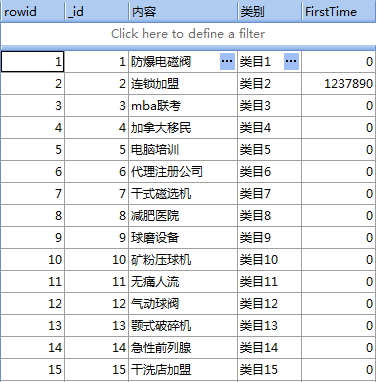 rowid _id 内容 类别 FirstTime
Click here to define a filter
1 1 防爆电磁阀 ... 类目1 ... 0
2 2 连锁加盟 类目2 1237890
3 3 mba联考 类目3 0
4 4 加拿大移民 类目4 0
5 5 电脑培训 类目5 0
6 6 代理注册公司 类目6 0
7 7 干式磁选机 类目7 0
8 8 减肥医院 类目8 0
9 9 球磨设备 类目9 0
10 10 矿粉压球机 类目10 0
11 11 无痛人流 类目11 0
12 12 气动球阀 类目12 0
13 13 颚式破碎机 类目13 0
14 14 急性前列腺 类目14 0
15 15 干洗店加盟 类目15 0